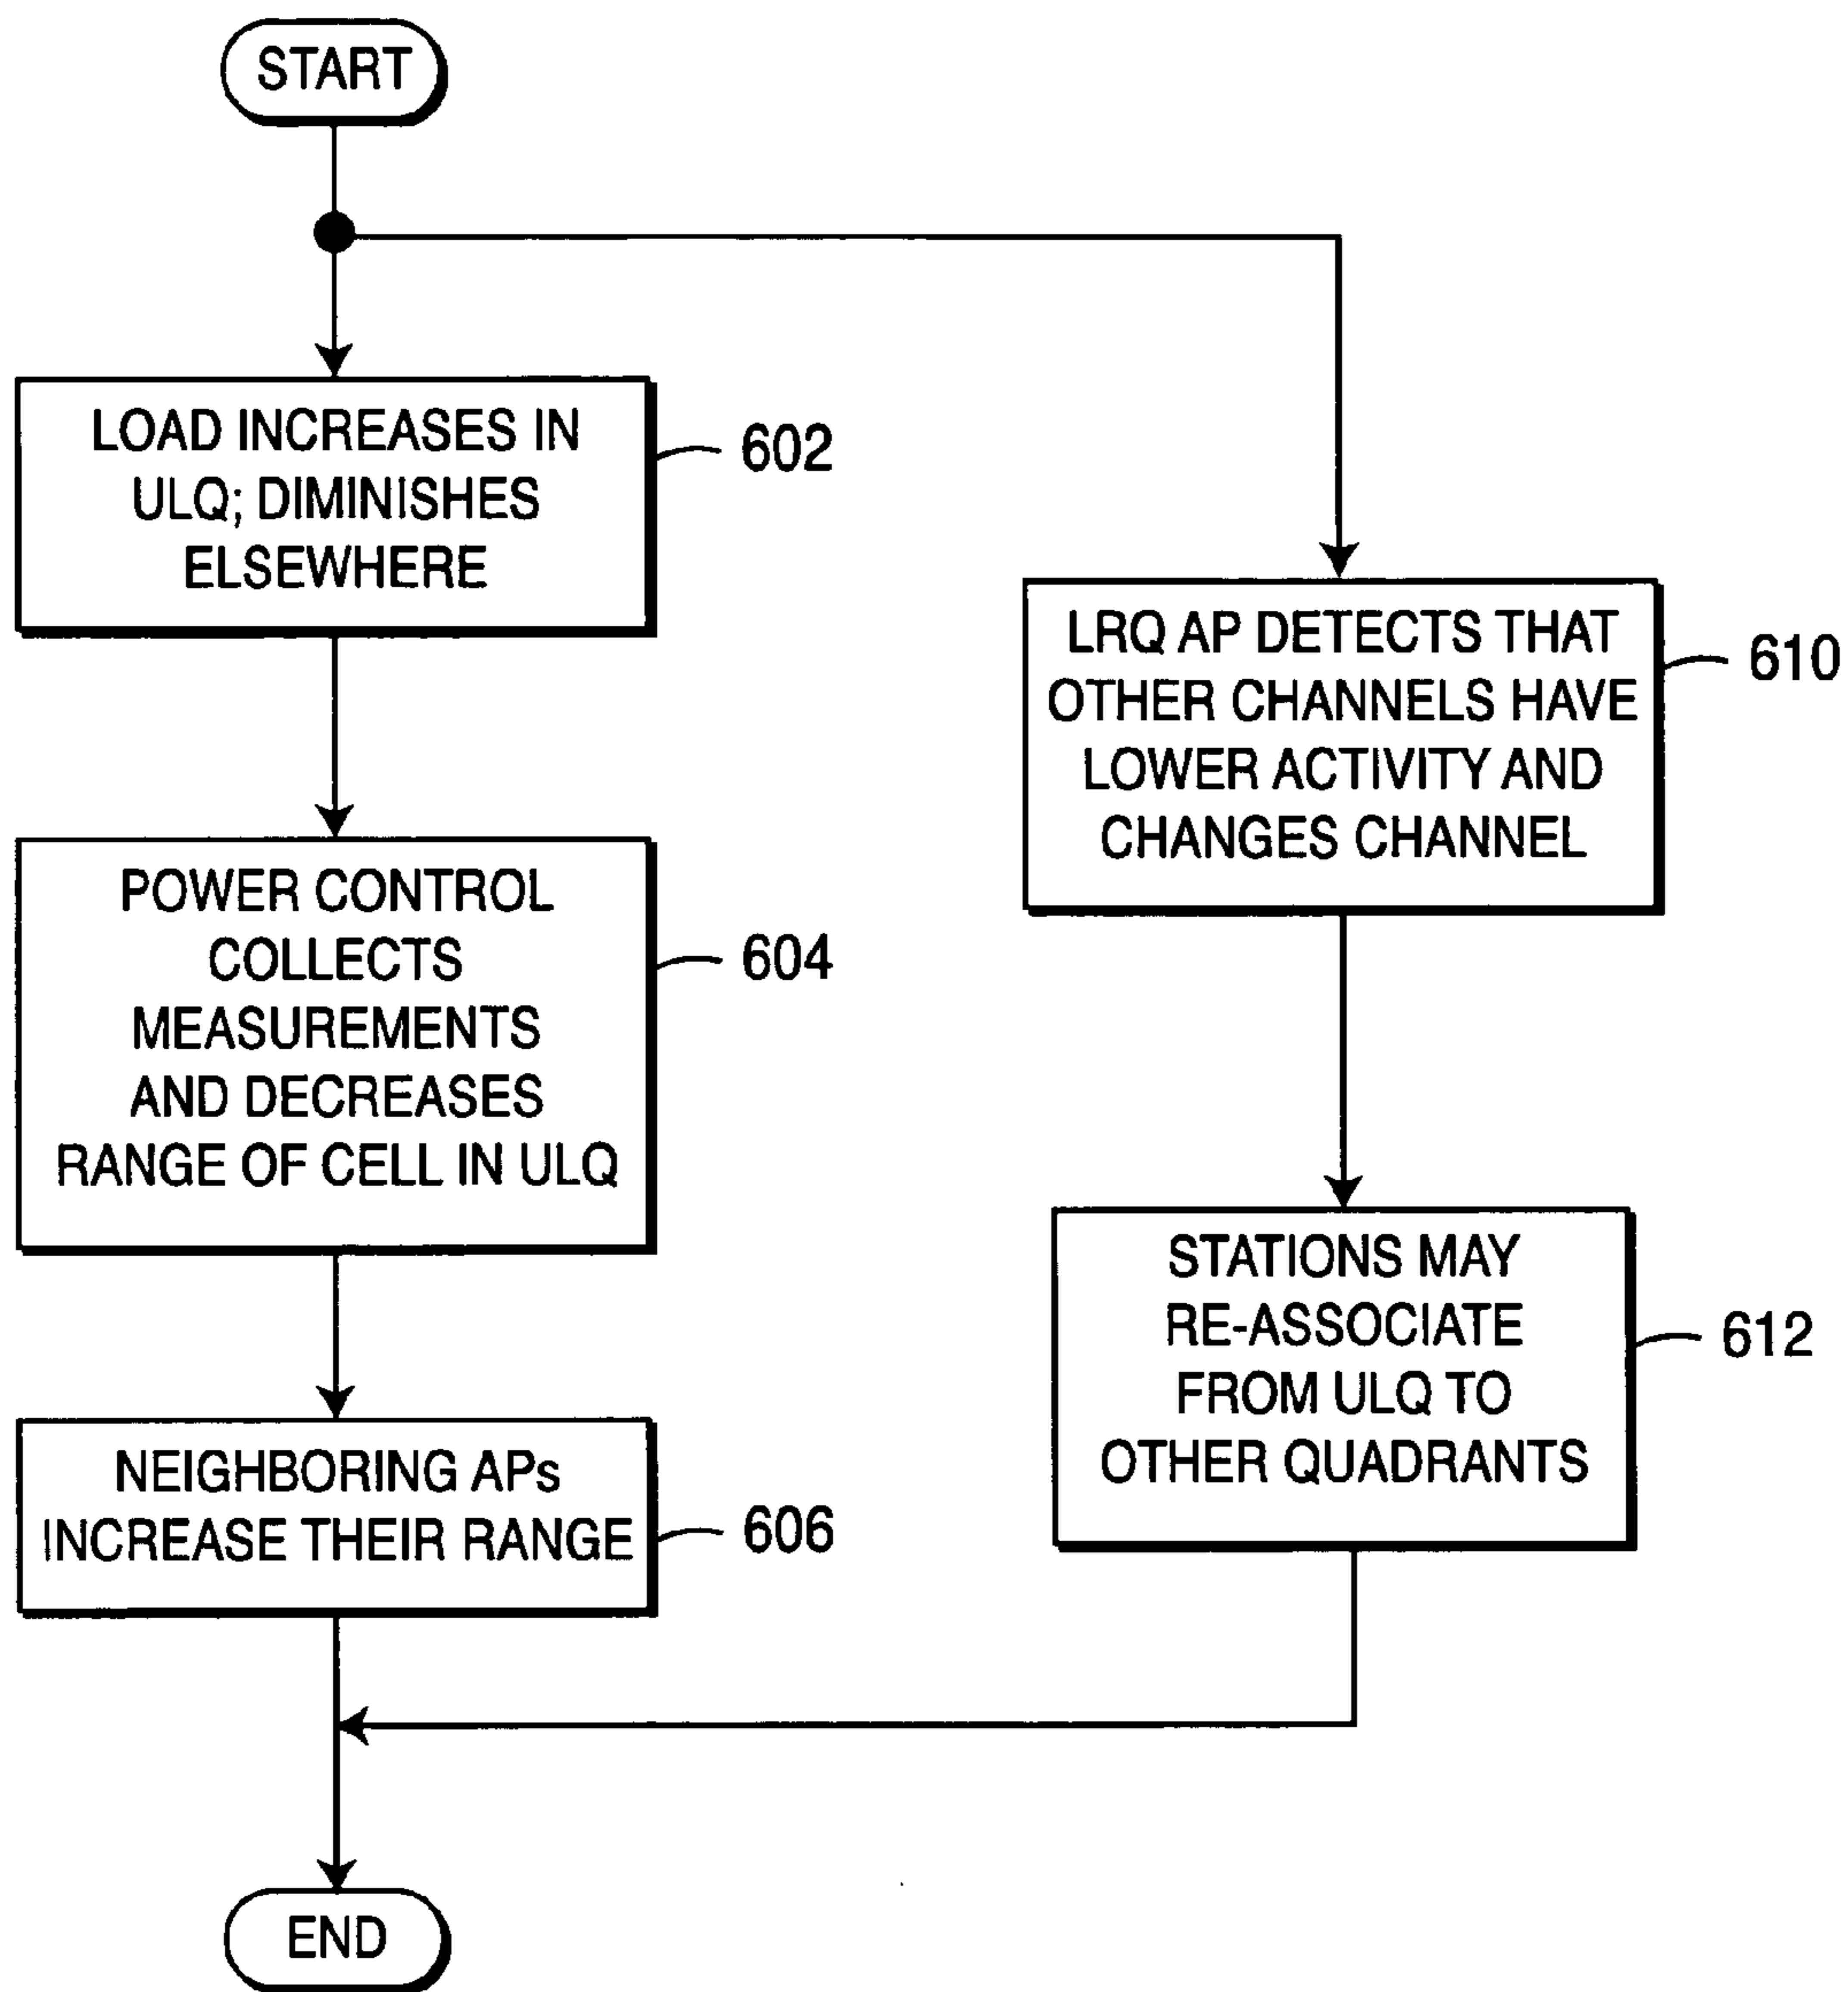 START
LOAD INCREASES IN
ULQ; DIMINISHES
ELSEWHERE
602
POWER CONTROL
COLLECTS
MEASUREMENTS
AND DECREASES
RANGE OF CELL IN ULQ
604
NEIGHBORING APs
INCREASE THEIR RANGE
606
LRQ AP DETECTS THAT
OTHER CHANNELS HAVE
LOWER ACTIVITY AND
CHANGES CHANNEL
610
STATIONS MAY
RE-ASSOCIATE
FROM ULQ TO
OTHER QUADRANTS
612
END